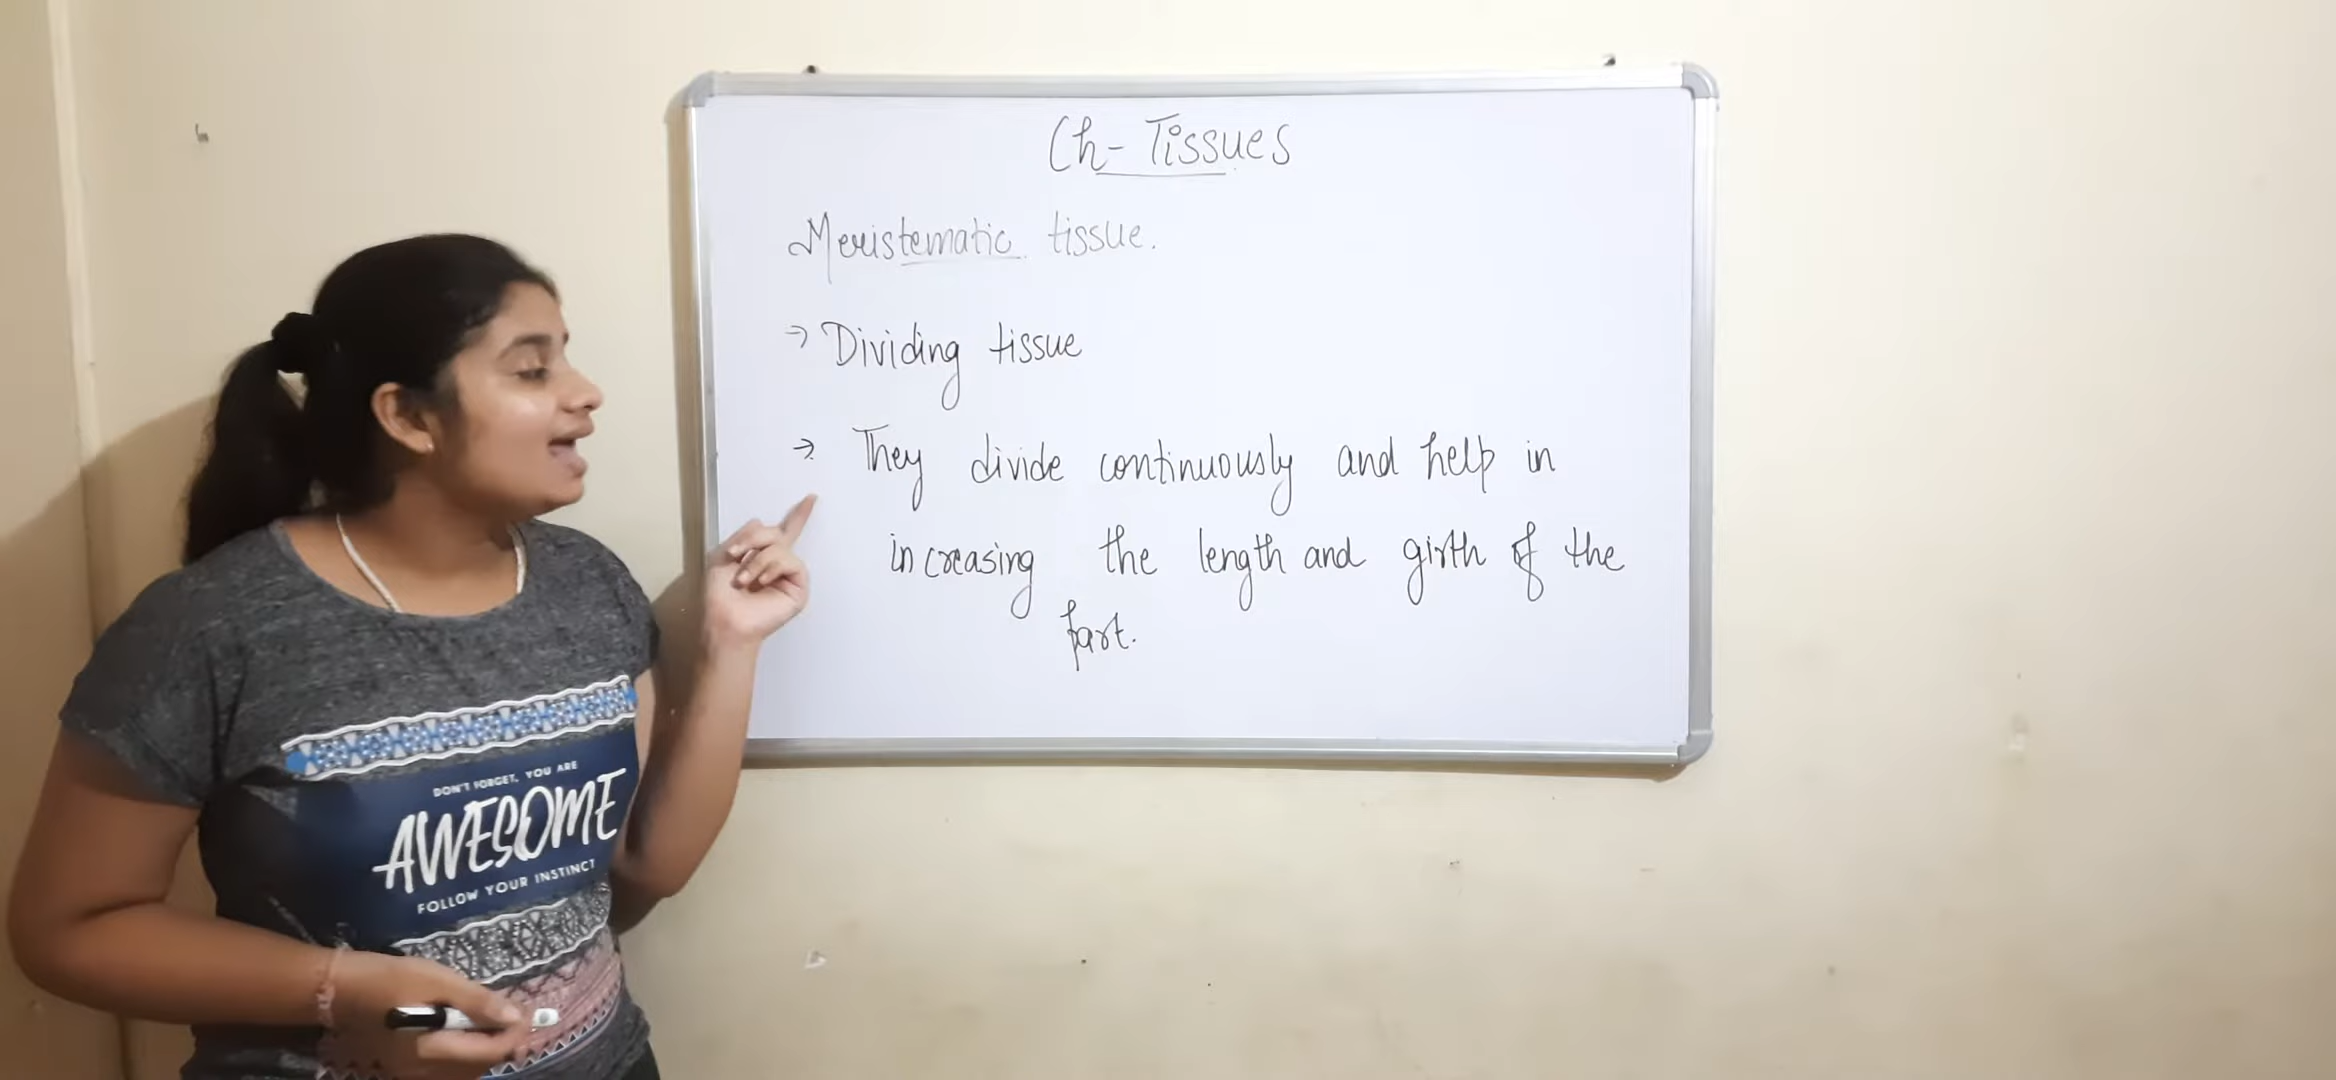 Ch- Tissues
Meristematic tissue.
→ Dividing tissue
→ They divide continuously and help in
increasing the length and girth of the
part.
DON'T FORGET, YOU ARE
AWESOME
FOLLOW YOUR INSTINCT